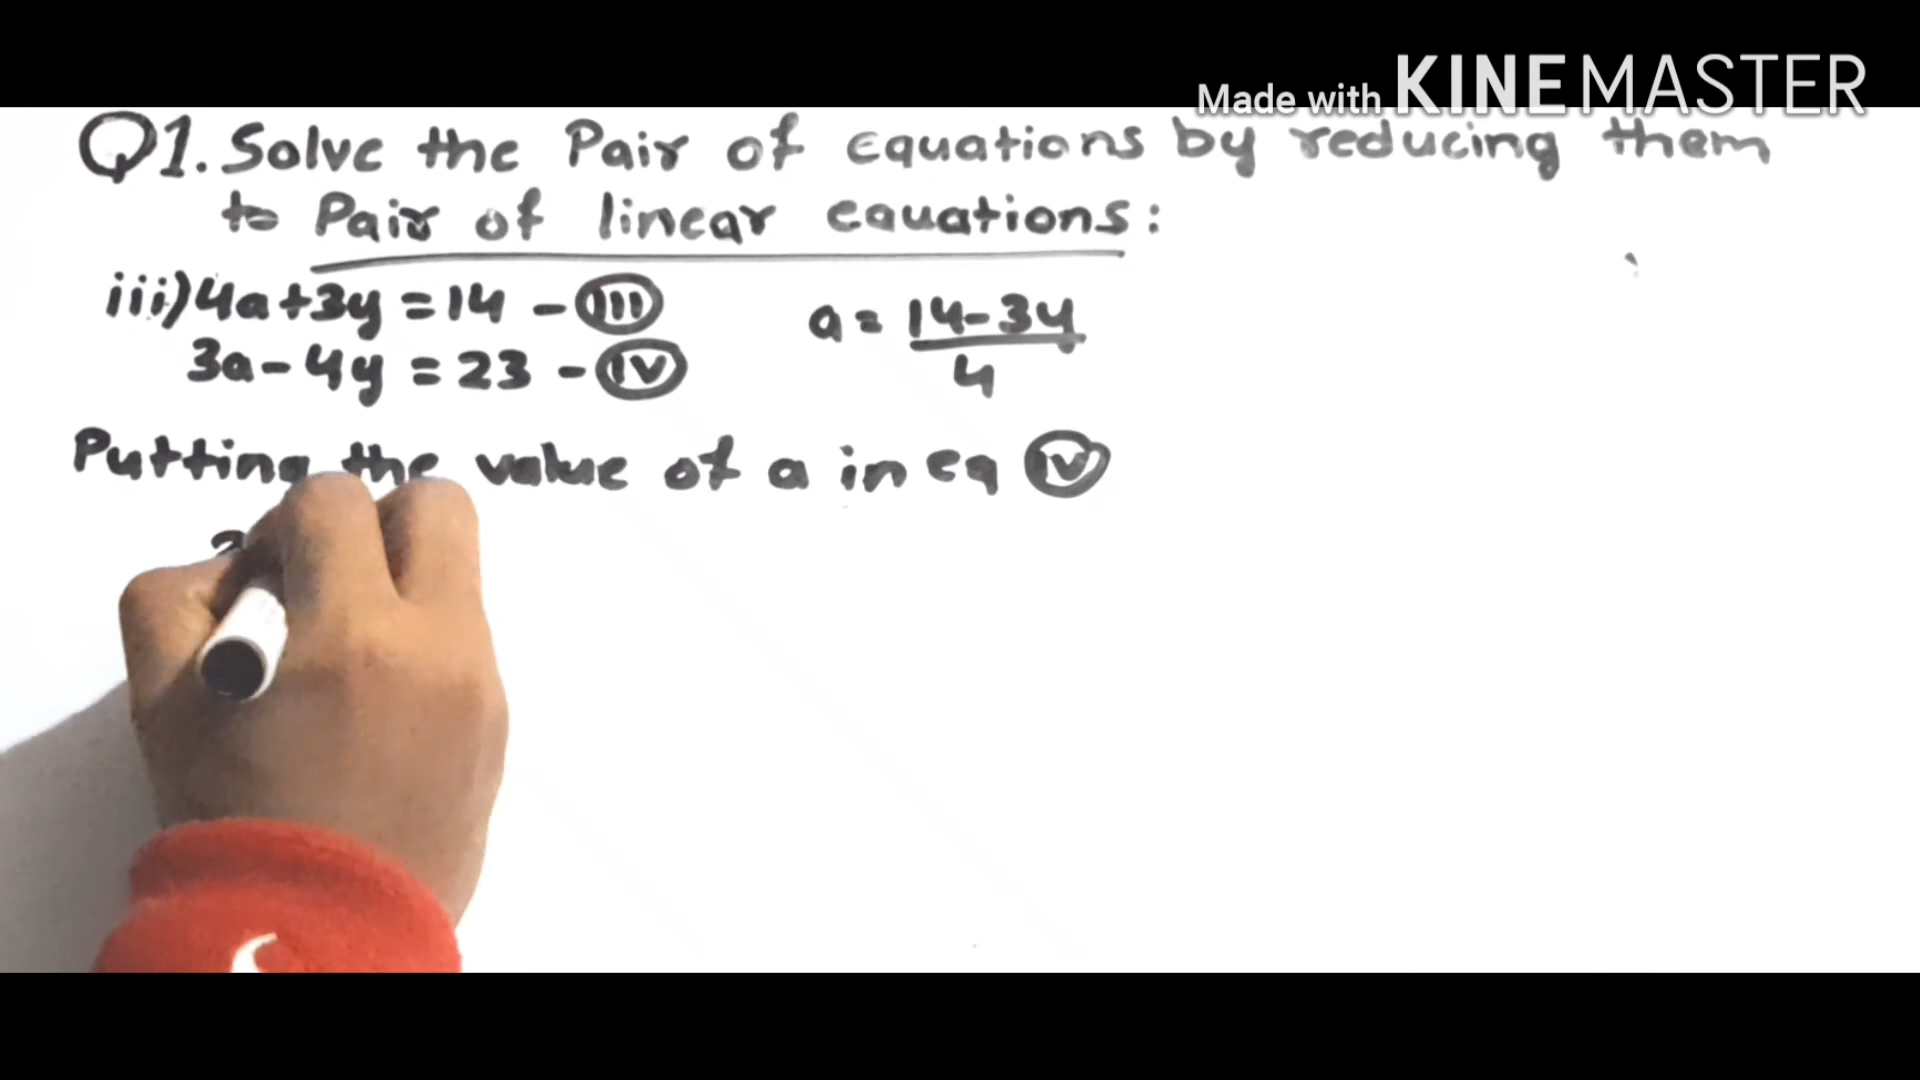 Made with KINEMASTER
Q1. Solve the Pair of Equations by reducing them
to Pair of linear equations:
iii) 4a+3y = 14 - III
a = 14-3y/4
3a-4y = 23 - IV
Putting the value of a in eq IV